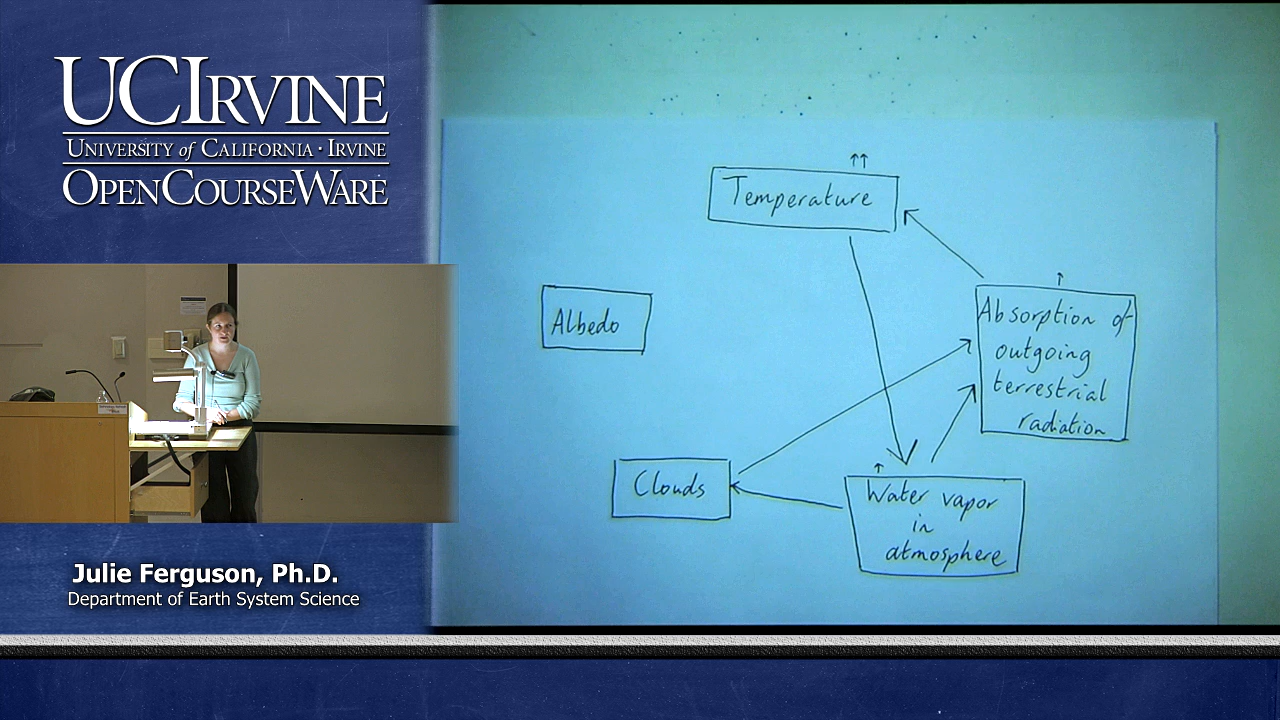 UCIRVINE
UNIVERSITY of CALIFORNIA · IRVINE
OPENCOURSEWARE
Julie Ferguson, Ph.D.
Department of Earth System Science
↑↑
Temperature
Albedo
↑
Absorption of
outgoing
terrestrial
radiation
Clouds
↑
Water vapor
in
atmosphere